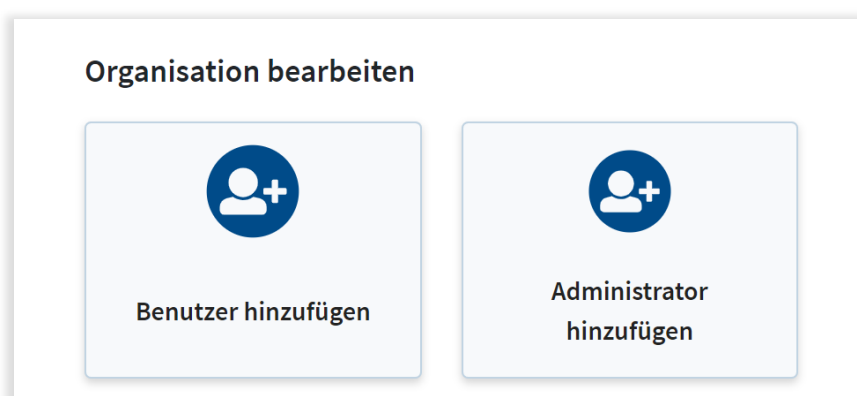 Organisation bearbeiten
Benutzer hinzufügen
Administrator
hinzufügen